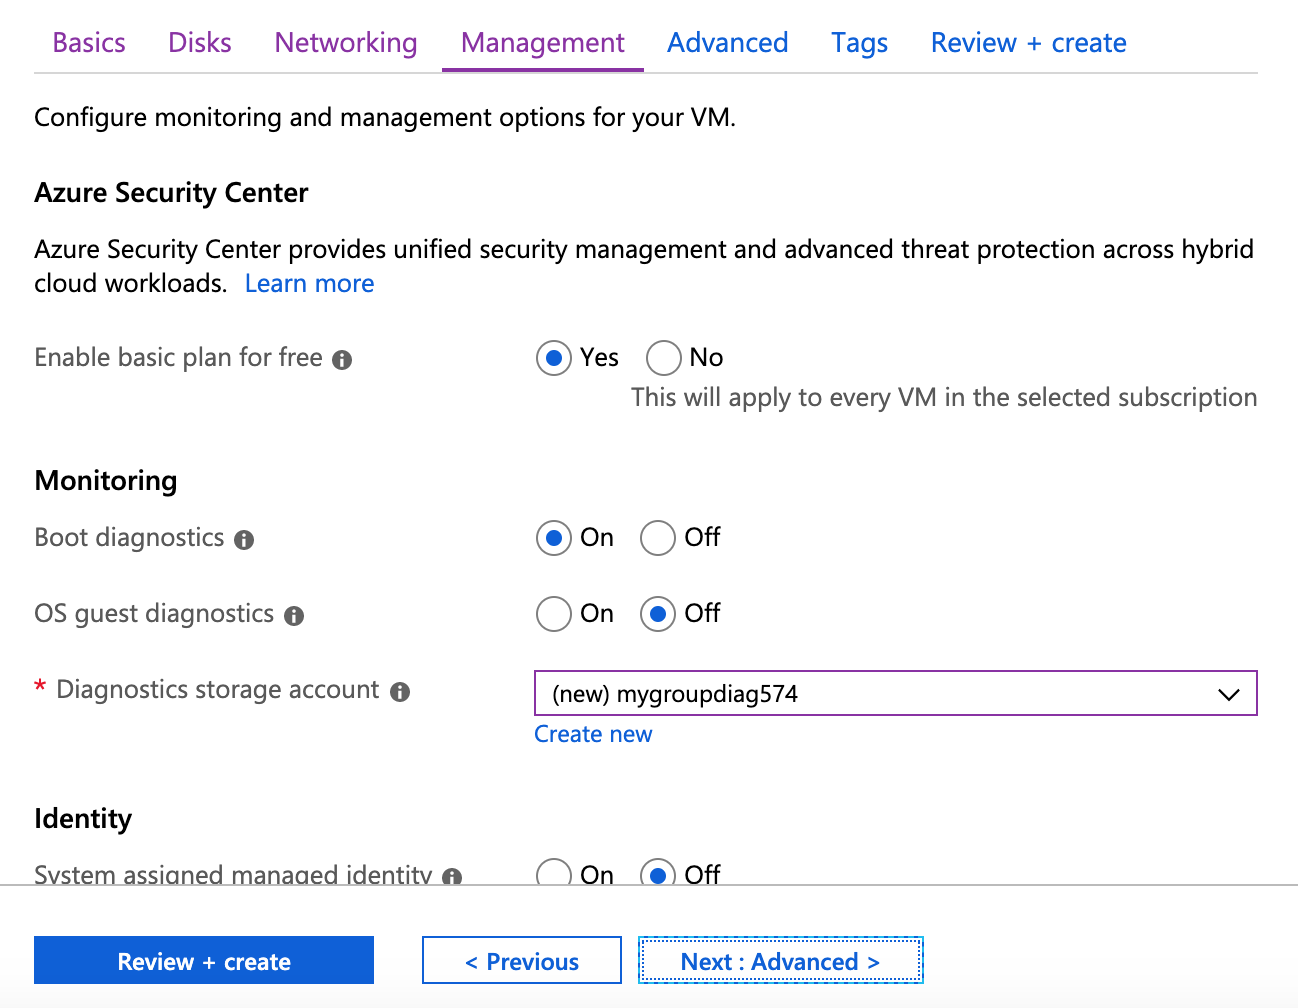 Basics Disks Networking Management Advanced Tags Review + create
Configure monitoring and management options for your VM.
Azure Security Center
Azure Security Center provides unified security management and advanced threat protection across hybrid
cloud workloads. Learn more
Enable basic plan for free Yes No
This will apply to every VM in the selected subscription
Monitoring
Boot diagnostics On Off
OS guest diagnostics On Off
* Diagnostics storage account (new) mygroupdiag574
Create new
Identity
System assigned managed identity On Off
Review + create < Previous Next : Advanced >